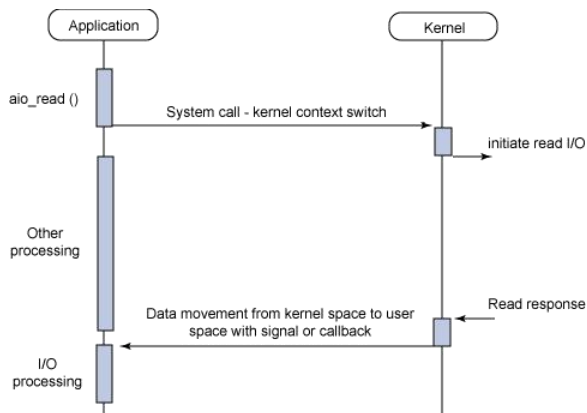 Application
Kernel
aio_read ()
System call - kernel context switch
initiate read I/O
Other
processing
Read response
Data movement from kernel space to user
space with signal or callback
I/O
processing